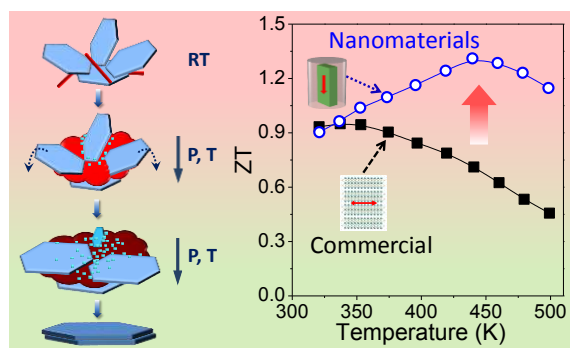 RT
P, T
P, T
Nanomaterials
Commercial
ZT
1.5
1.2
0.9
0.6
0.3
0.0
300 350 400 450 500
Temperature (K)